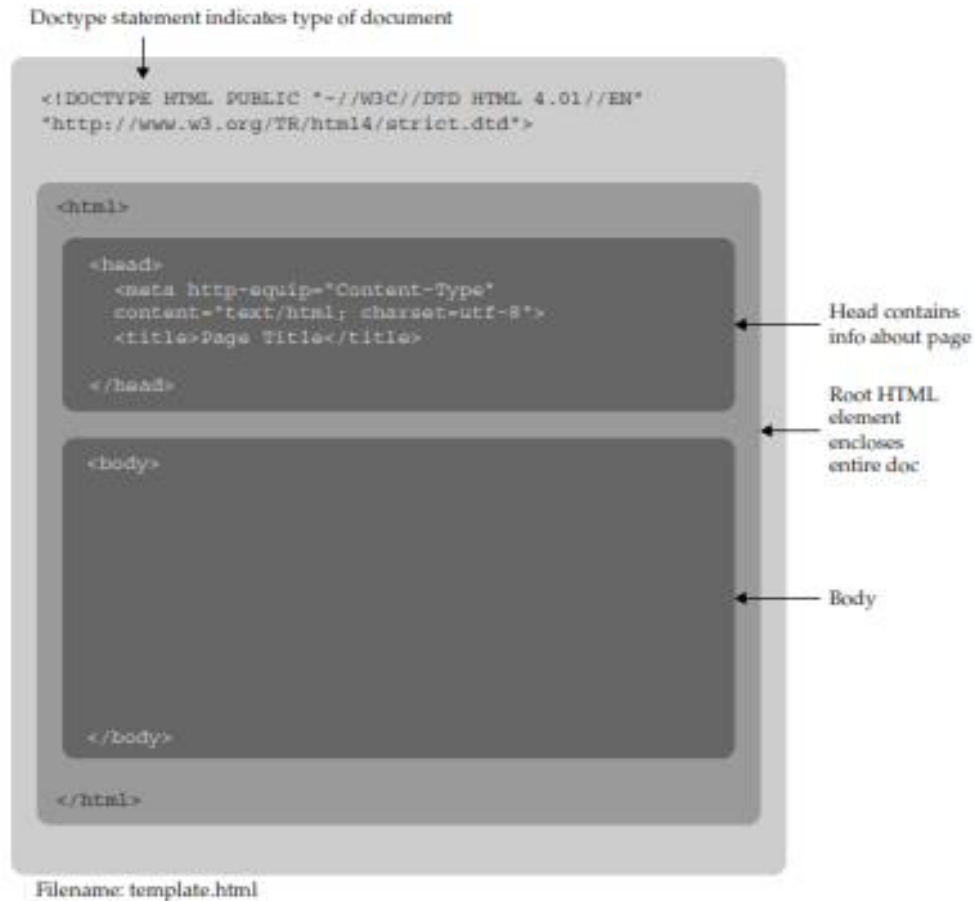 Doctype statement indicates type of document
<!DOCTYPE HTML PUBLIC "-//W3C//DTD HTML 4.01//EN"
"http://www.w3.org/TR/html4/strict.dtd">
<html>
<head>
<meta http-equip="Content-Type"
content="text/html; charset=utf-8">
<title>Page Title</title>
</head>
Head contains
info about page
Root HTML
element
encloses
entire doc
<body>
Body
</body>
</html>
Filename: template.html